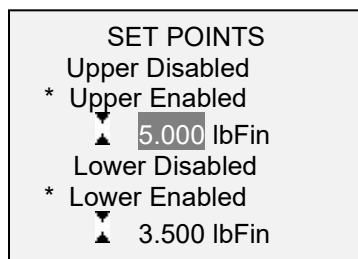 SET POINTS
Upper Disabled
* Upper Enabled
5.000 lbFin
Lower Disabled
* Lower Enabled
3.500 lbFin